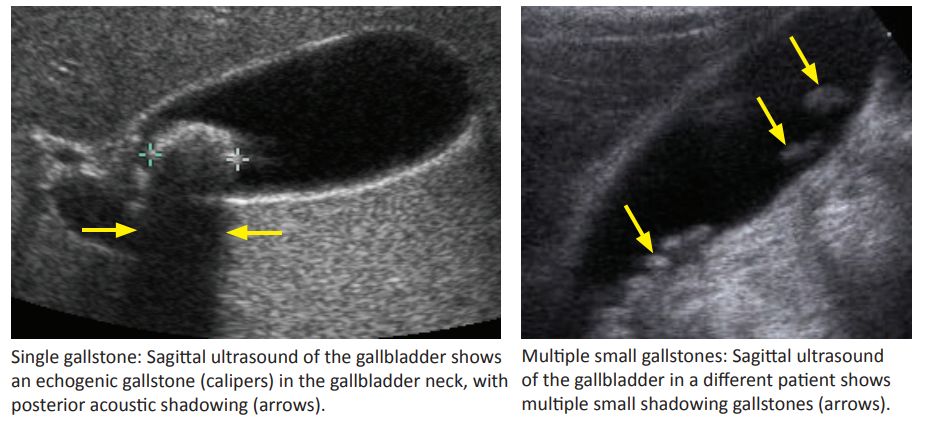 Single gallstone: Sagittal ultrasound of the gallbladder shows
an echogenic gallstone (calipers) in the gallbladder neck, with
posterior acoustic shadowing (arrows).
Multiple small gallstones: Sagittal ultrasound
of the gallbladder in a different patient shows
multiple small shadowing gallstones (arrows).